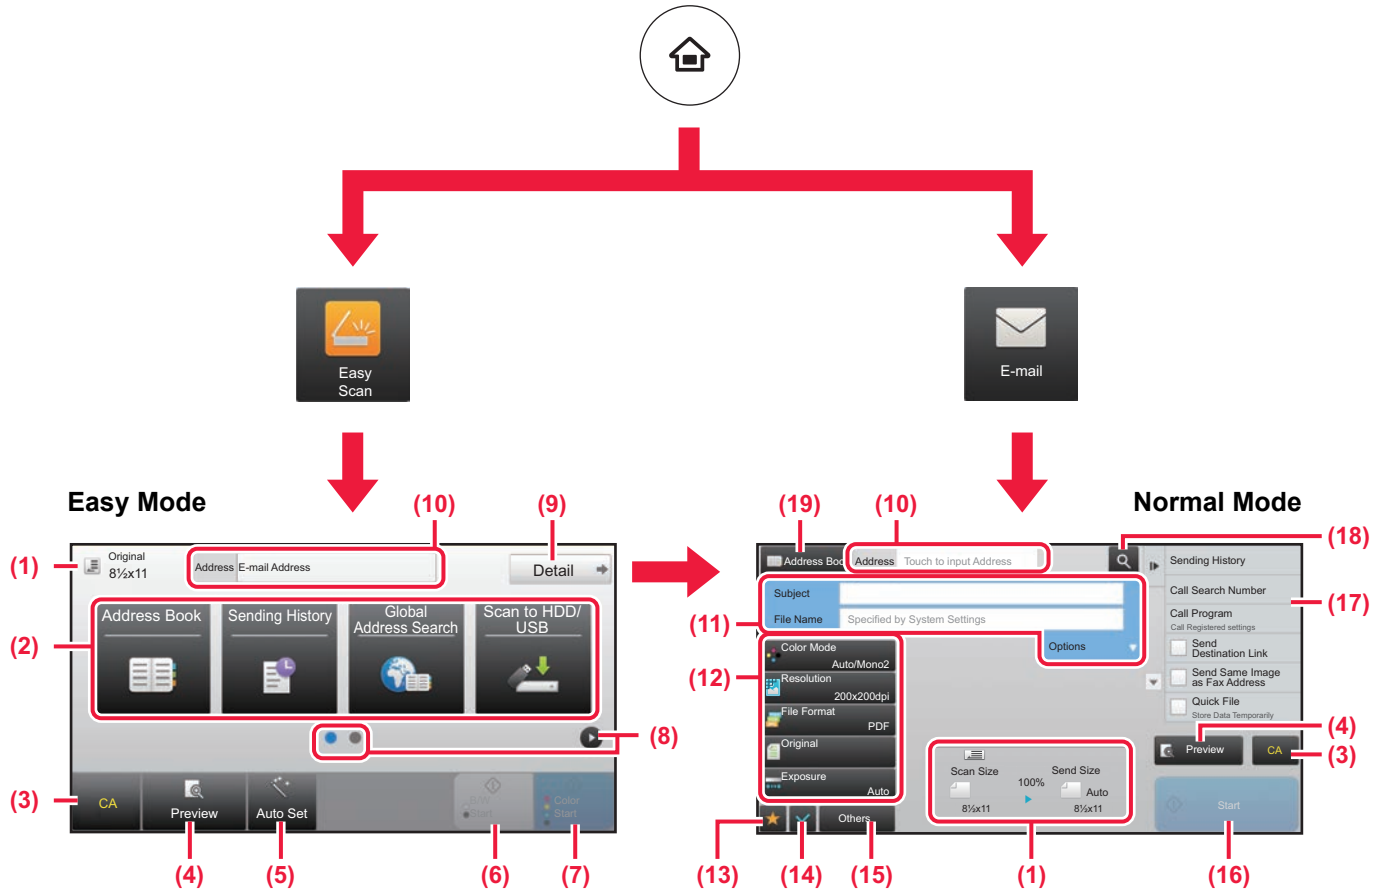 Easy
Scan
E-mail
Easy Mode
Normal Mode
(10)
(9)
(19)
(10)
(18)
(1)
Original
8½x11
Address
E-mail Address
Detail
Address Boo
Address
Touch to input Address
Sending History
Call Search Number
(17)
Call Program
Call Registered settings
Send
Destination Link
Send Same Image
as Fax Address
Quick File
Store Data Temporarily
(2)
Address Book
Sending History
Global
Address Search
Scan to HDD/
USB
(11)
Subject
File Name
Specified by System Settings
Options
(12)
Color Mode
Auto/Mono2
Resolution
200x200dpi
File Format
PDF
Original
Exposure
Auto
(8)
(4)
Preview
CA
(3)
Scan Size
100%
Send Size
Auto
8½x11
8½x11
(3)
CA
Preview
Auto Set
B/W
Start
Color
Start
Others
Start
(4)
(5)
(6)
(7)
(13)
(14)
(15)
(1)
(16)